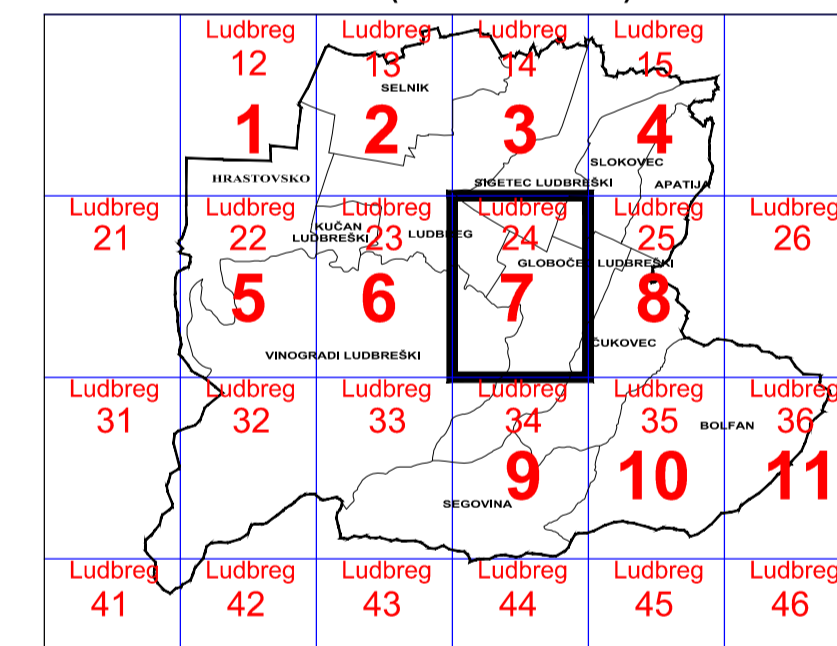 Ludbreg
12
Ludbreg
13
Ludbreg
14
Ludbreg
15
SELNIK
1
2
3
4
SLOKOVEC
HRASTOVSKO
SIGETEC LUDBREŠKI
APATIJA
Ludbreg
21
Ludbreg
22
Ludbreg
23
Ludbreg
24
Ludbreg
25
Ludbreg
26
KUČAN
LUDBREŠKI
LUDBREG
GLOBOČEC LUDBREŠKI
5
6
7
8
ČUKOVEC
VINOGRADI LUDBREŠKI
Ludbreg
31
Ludbreg
32
Ludbreg
33
Ludbreg
34
Ludbreg
35
Ludbreg
36
BOLFAN
9
10
11
SEGOVINA
Ludbreg
41
Ludbreg
42
Ludbreg
43
Ludbreg
44
Ludbreg
45
Ludbreg
46